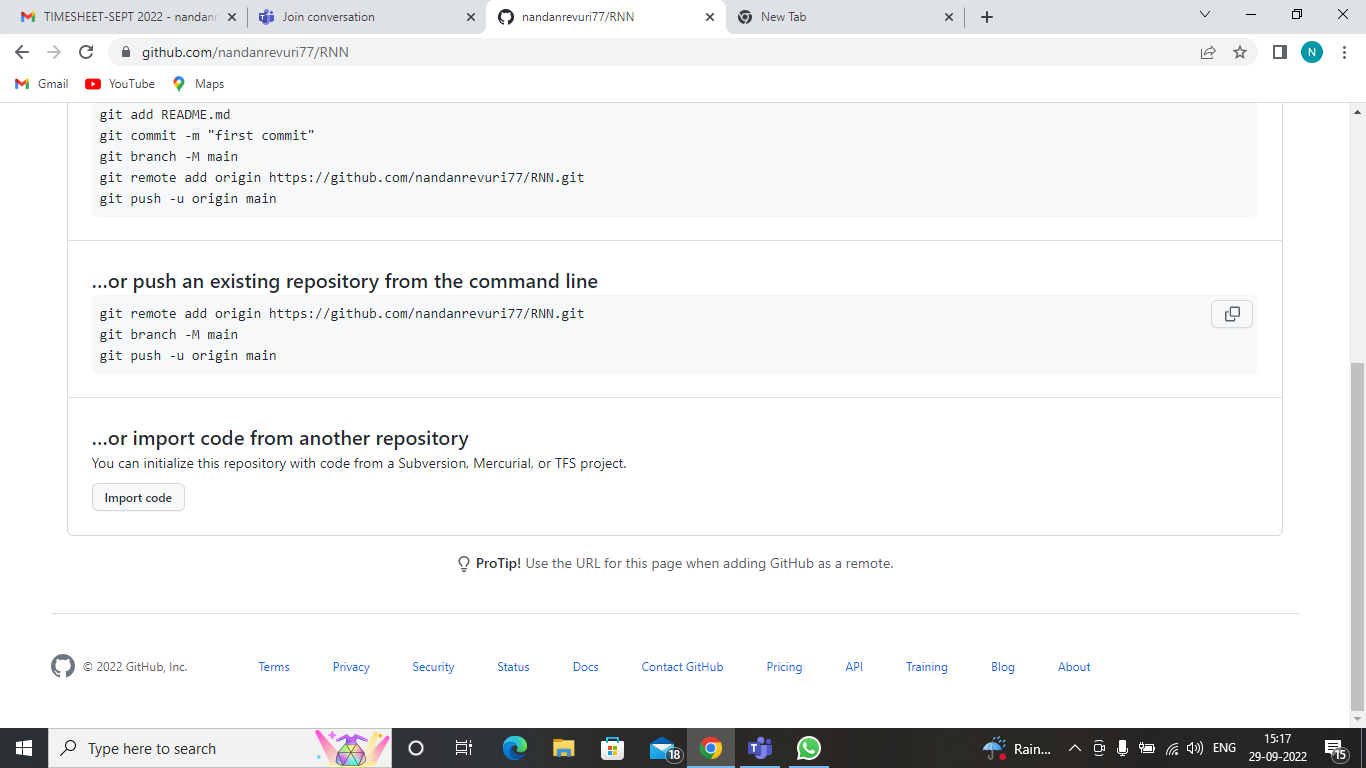 TIMESHEET-SEPT 2022 - nandanr
Join conversation
nandanrevuri77/RNN
New Tab
github.com/nandanrevuri77/RNN
N
Gmail
YouTube
Maps
git add README.md
git commit -m "first commit"
git branch -M main
git remote add origin https://github.com/nandanrevuri77/RNN.git
git push -u origin main
…or push an existing repository from the command line
git remote add origin https://github.com/nandanrevuri77/RNN.git
git branch -M main
git push -u origin main
…or import code from another repository
You can initialize this repository with code from a Subversion, Mercurial, or TFS project.
Import code
ProTip! Use the URL for this page when adding GitHub as a remote.
© 2022 GitHub, Inc.
Terms
Privacy
Security
Status
Docs
Contact GitHub
Pricing
API
Training
Blog
About
Type here to search
18
Rain...
ENG
15:17
29-09-2022
15